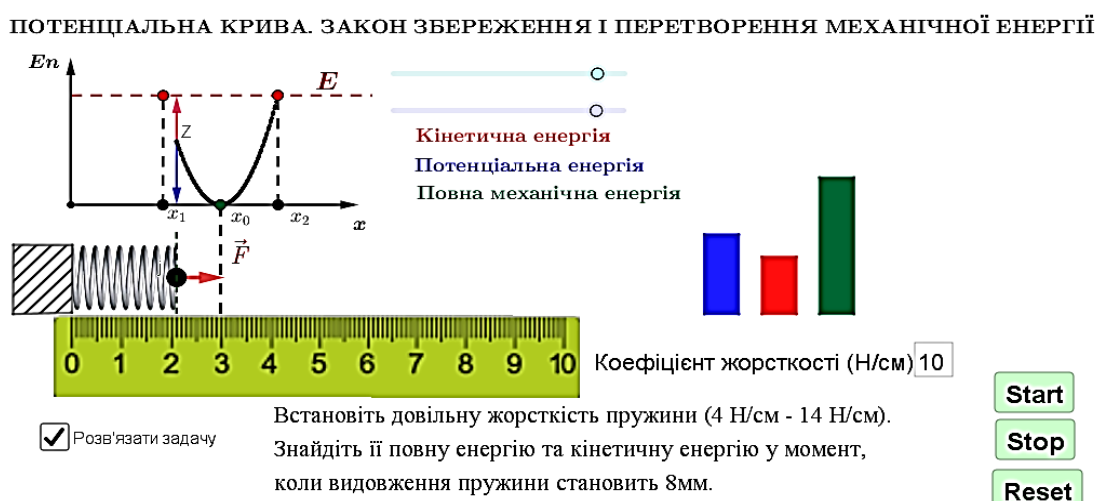 ПОТЕНЦІАЛЬНА КРИВА. ЗАКОН ЗБЕРЕЖЕННЯ І ПЕРЕТВОРЕННЯ МЕХАНІЧНОЇ ЕНЕРГІЇ
Eп
E
Z
Кінетична енергія
Потенціальна енергія
Повна механічна енергія
x₁ x₀ x₂ x
F⃗
0 1 2 3 4 5 6 7 8 9 10
Коефіцієнт жорсткості (Н/см) 10
Розв'язати задачу
Встановіть довільну жорсткість пружини (4 Н/см - 14 Н/см).
Знайдіть її повну енергію та кінетичну енергію у момент,
коли видовження пружини становить 8мм.
Start
Stop
Reset